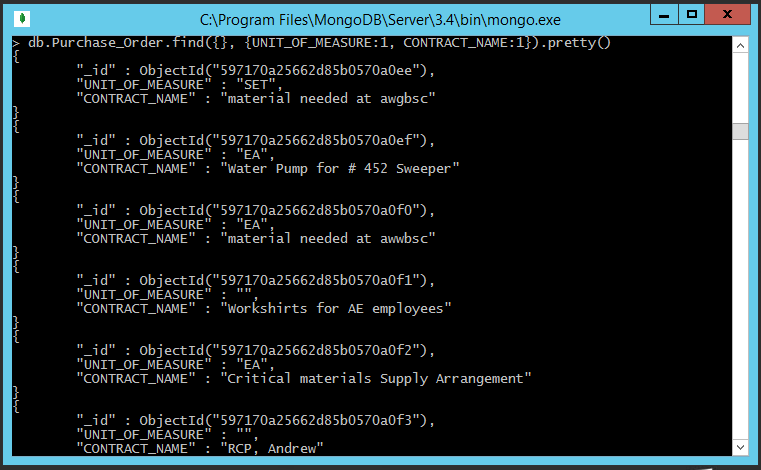 C:\Program Files\MongoDB\Server\3.4\bin\mongo.exe
> db.Purchase_Order.find({}, {UNIT_OF_MEASURE:1, CONTRACT_NAME:1}).pretty()
{
        "_id" : ObjectId("597170a25662d85b0570a0ee"),
        "UNIT_OF_MEASURE" : "SET",
        "CONTRACT_NAME" : "material needed at awgbsc"
}
{
        "_id" : ObjectId("597170a25662d85b0570a0ef"),
        "UNIT_OF_MEASURE" : "EA",
        "CONTRACT_NAME" : "Water Pump for # 452 Sweeper"
}
{
        "_id" : ObjectId("597170a25662d85b0570a0f0"),
        "UNIT_OF_MEASURE" : "EA",
        "CONTRACT_NAME" : "material needed at awwbsc"
}
{
        "_id" : ObjectId("597170a25662d85b0570a0f1"),
        "UNIT_OF_MEASURE" : "",
        "CONTRACT_NAME" : "Workshirts for AE employees"
}
{
        "_id" : ObjectId("597170a25662d85b0570a0f2"),
        "UNIT_OF_MEASURE" : "EA",
        "CONTRACT_NAME" : "Critical materials Supply Arrangement"
}
{
        "_id" : ObjectId("597170a25662d85b0570a0f3"),
        "UNIT_OF_MEASURE" : "",
        "CONTRACT_NAME" : "RCP, Andrew"